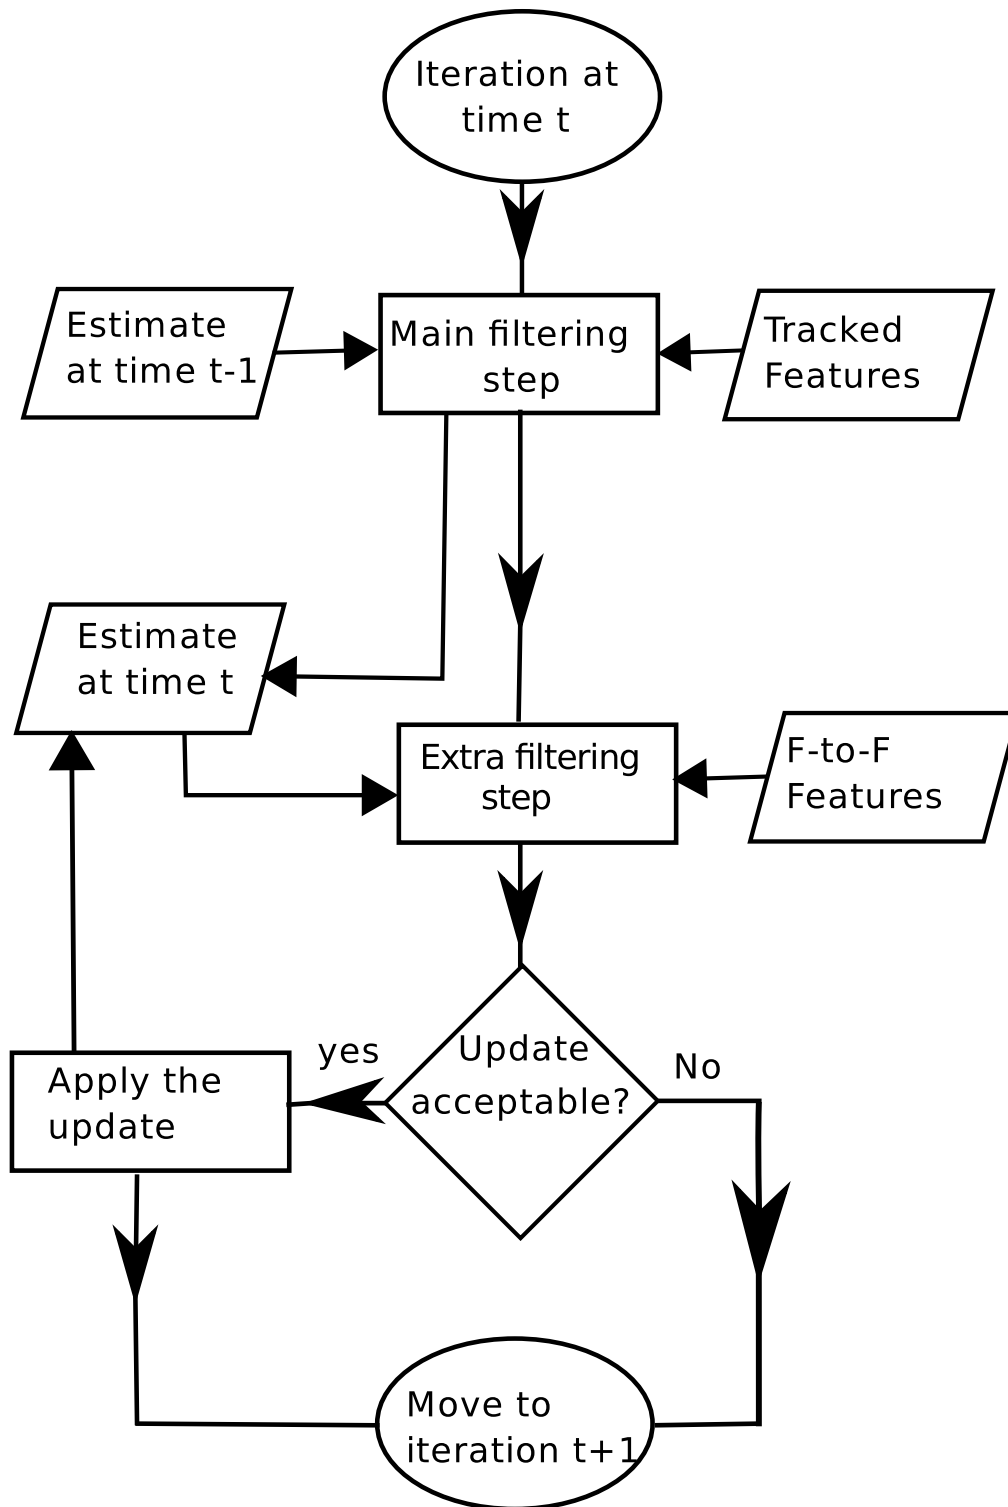 Iteration at
time t
Estimate
at time t-1
Main filtering
step
Tracked
Features
Estimate
at time t
Extra filtering
step
F-to-F
Features
Update
acceptable?
yes
No
Apply the
update
Move to
iteration t+1